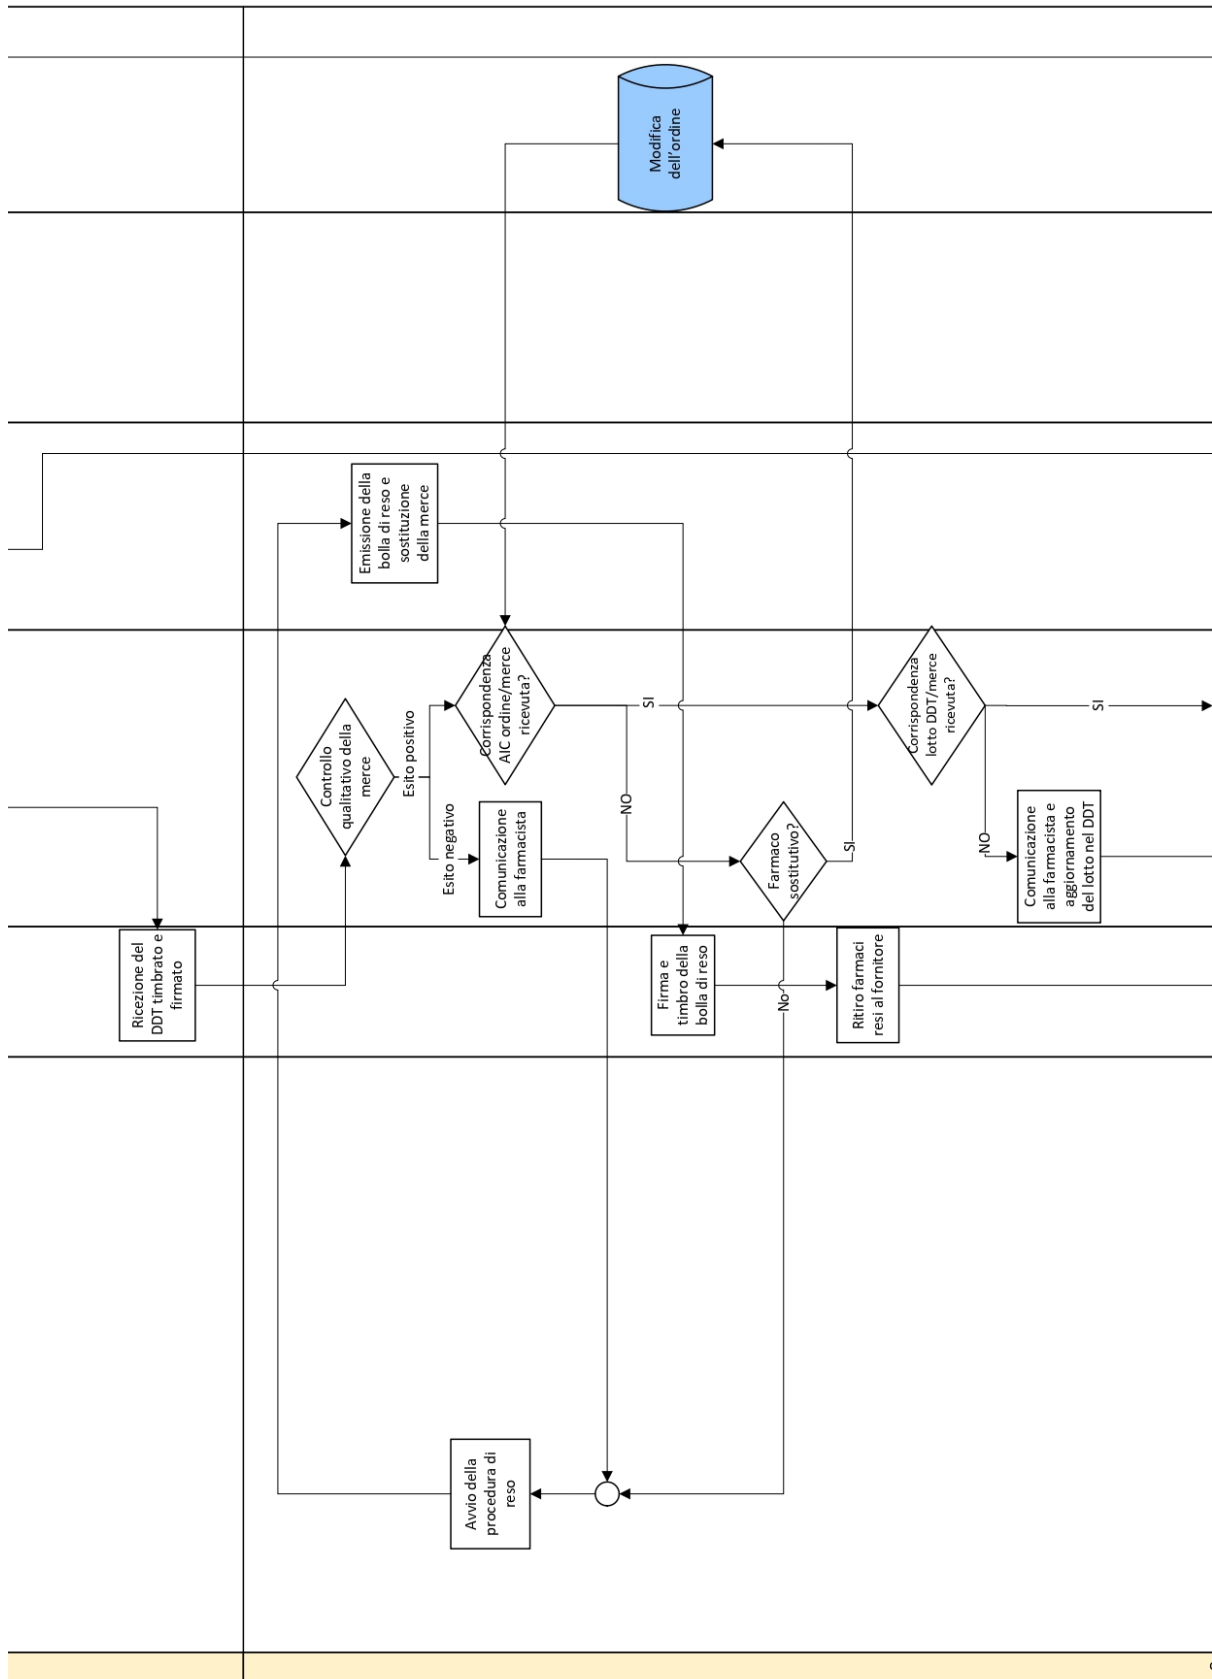 Modifica
dell'ordine
Emissione della
bolla di reso e
sostituzione
della merce
Controllo
qualitativo della
merce
Esito positivo
Esito negativo
Corrispondenza
AIC ordine/merce
ricevuta?
SI
NO
Comunicazione
alla farmacista
Farmaco
sostitutivo?
SI
No
Corrispondenza
lotto DDT/merce
ricevuta?
SI
NO
Comunicazione
alla farmacista e
aggiornamento
del lotto nel DDT
Ricezione del
DDT timbrato e
firmato
Firma e
timbro della
bolla di reso
Ritiro farmaci
resi al fornitore
Avvio della
procedura di
reso